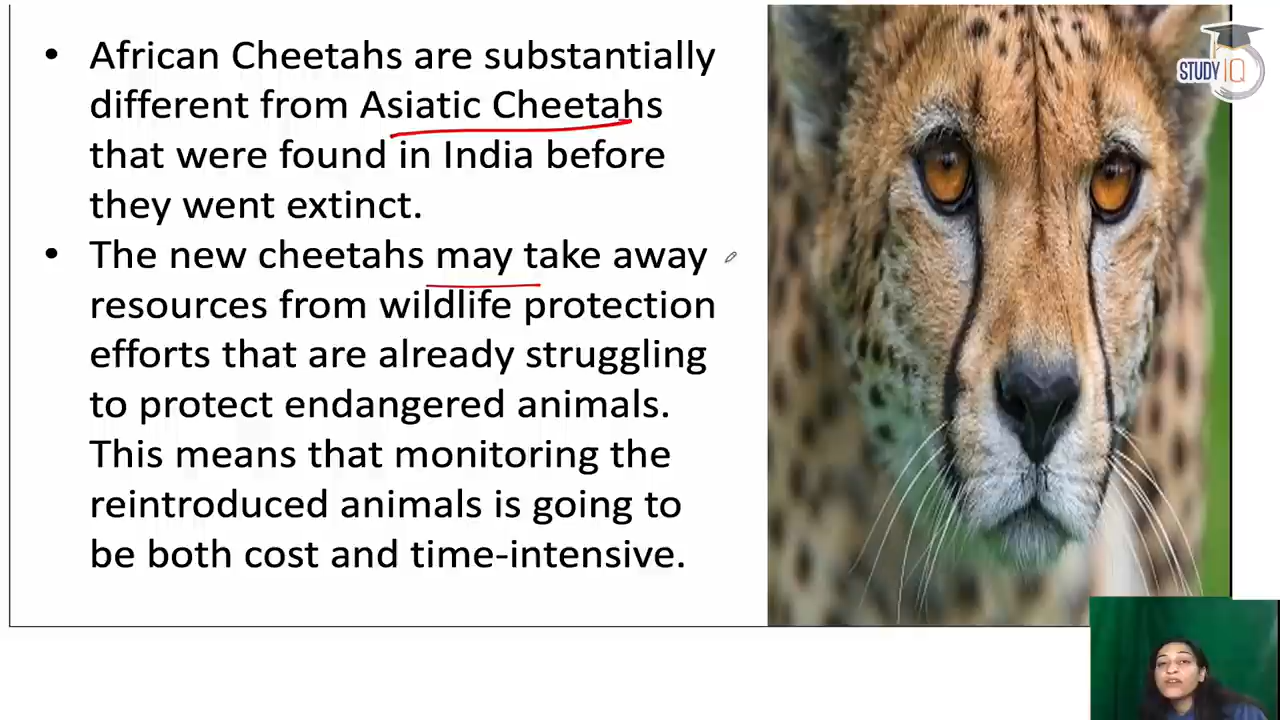 • African Cheetahs are substantially
different from Asiatic Cheetahs
that were found in India before
they went extinct.
• The new cheetahs may take away
resources from wildlife protection
efforts that are already struggling
to protect endangered animals.
This means that monitoring the
reintroduced animals is going to
be both cost and time-intensive.
STUDY IQ